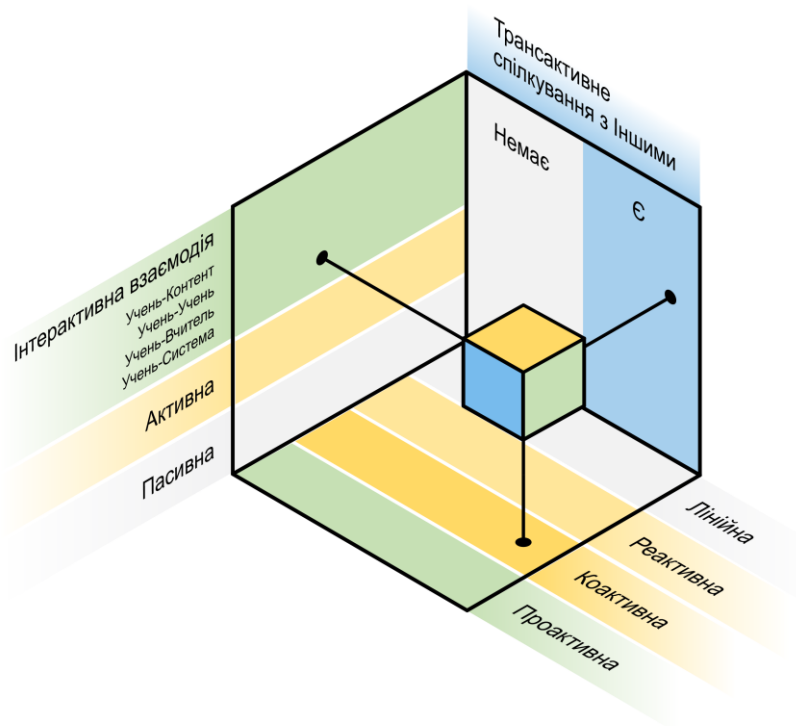 Трансактивне
спілкування з Іншими
Немає
Є
Інтерактивна взаємодія
Учень-Контент
Учень-Учень
Учень-Вчитель
Учень-Система
Активна
Пасивна
Лінійна
Реактивна
Коактивна
Проактивна